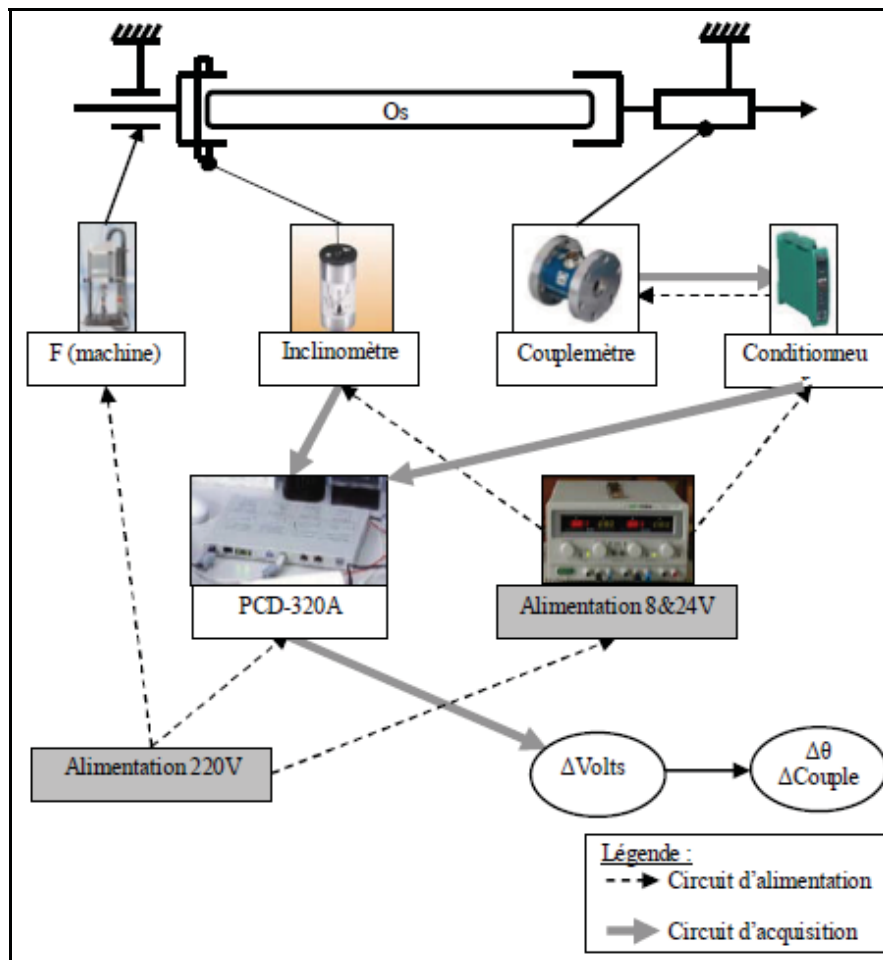 Os
F (machine)
Inclinomètre
Couplemètre
Conditionneu
PCD-320A
Alimentation 8&24V
Alimentation 220V
ΔVolts
Δθ
ΔCouple
Légende :
Circuit d’alimentation
Circuit d’acquisition